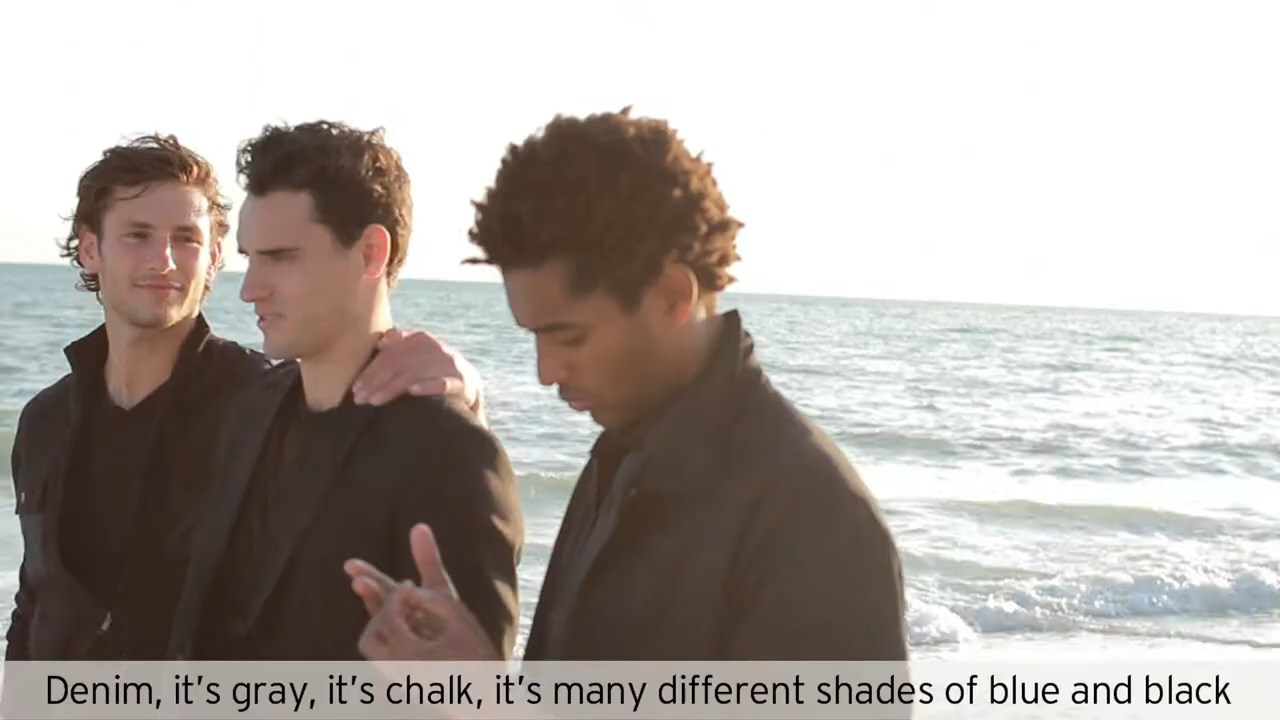 Denim, it's gray, it's chalk, it's many different shades of blue and black